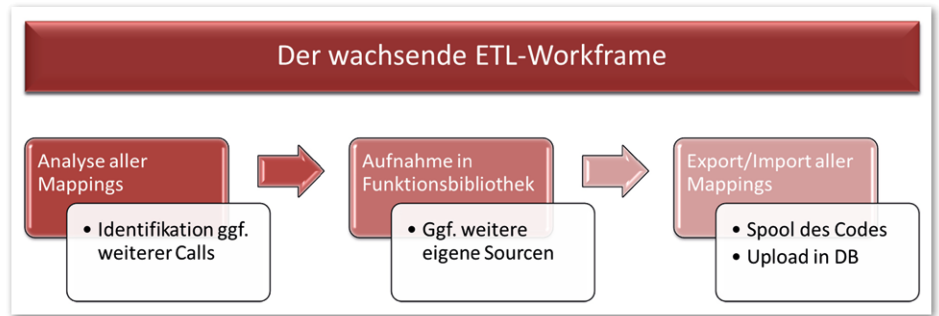 Der wachsende ETL-Workframe
Analyse aller
Mappings
• Identifikation ggf.
weiterer Calls
Aufnahme in
Funktionsbibliothek
• Ggf. weitere
eigene Sourcen
Export/Import aller
Mappings
• Spool des Codes
• Upload in DB